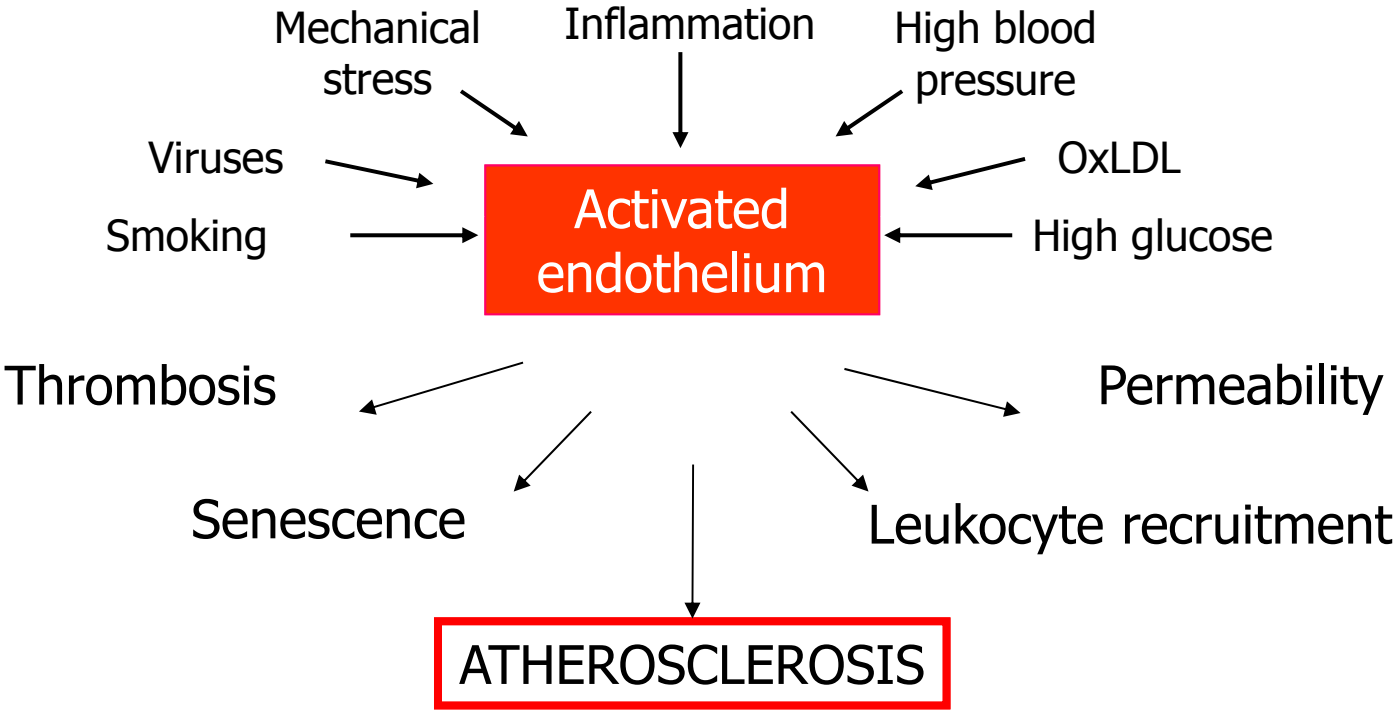 Mechanical
stress
Inflammation
High blood
pressure
Viruses
OxLDL
Smoking
High glucose
Activated
endothelium
Thrombosis
Permeability
Senescence
Leukocyte recruitment
ATHEROSCLEROSIS